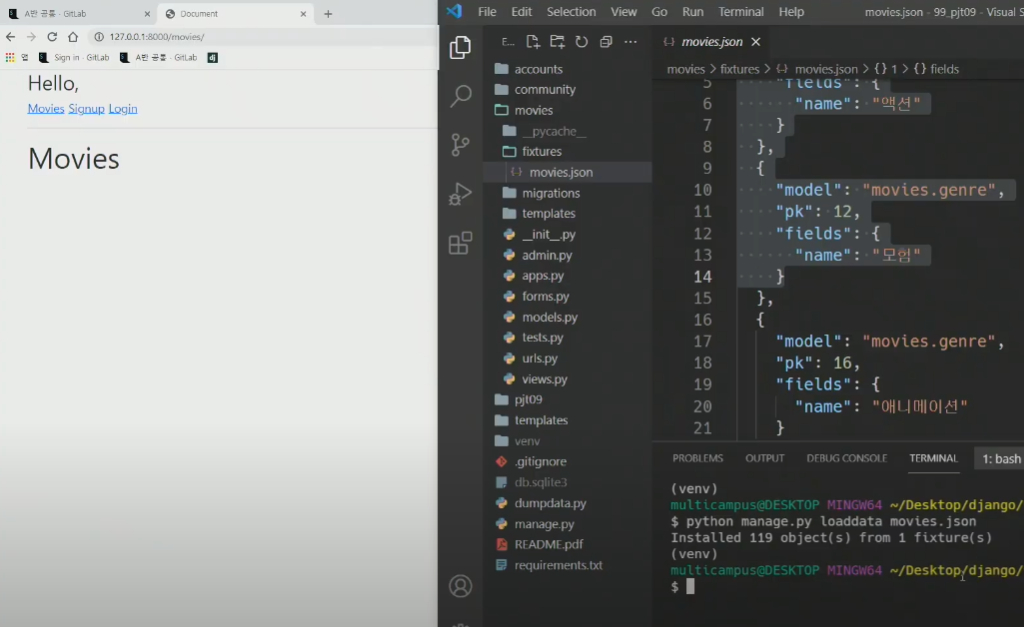 A반 공통 · GitLab
Document
127.0.0.1:8000/movies/
앱
Sign in · GitLab
A반 공통 · GitLab
dj
Hello,
Movies Signup Login
Movies
File Edit Selection View Go Run Terminal Help
movies.json - 99_pjt09 - Visual S
E...
accounts
community
movies
__pycache__
fixtures
movies.json
migrations
templates
__init__.py
admin.py
apps.py
forms.py
models.py
tests.py
urls.py
views.py
pjt09
templates
venv
.gitignore
db.sqlite3
dumpdata.py
manage.py
README.pdf
requirements.txt
{..} movies.json
movies > fixtures > {..} movies.json > {} 1 > {} fields
5 "fields": {
6 "name": "액션"
7 }
8 },
9 {
10 "model": "movies.genre",
11 "pk": 12,
12 "fields": {
13 "name": "모험"
14 }
15 },
16 {
17 "model": "movies.genre",
18 "pk": 16,
19 "fields": {
20 "name": "애니메이션"
21 }
PROBLEMS OUTPUT DEBUG CONSOLE TERMINAL 1: bash
(venv)
multicampus@DESKTOP MINGW64 ~/Desktop/django/
$ python manage.py loaddata movies.json
Installed 119 object(s) from 1 fixture(s)
(venv)
multicampus@DESKTOP MINGW64 ~/Desktop/django/
$